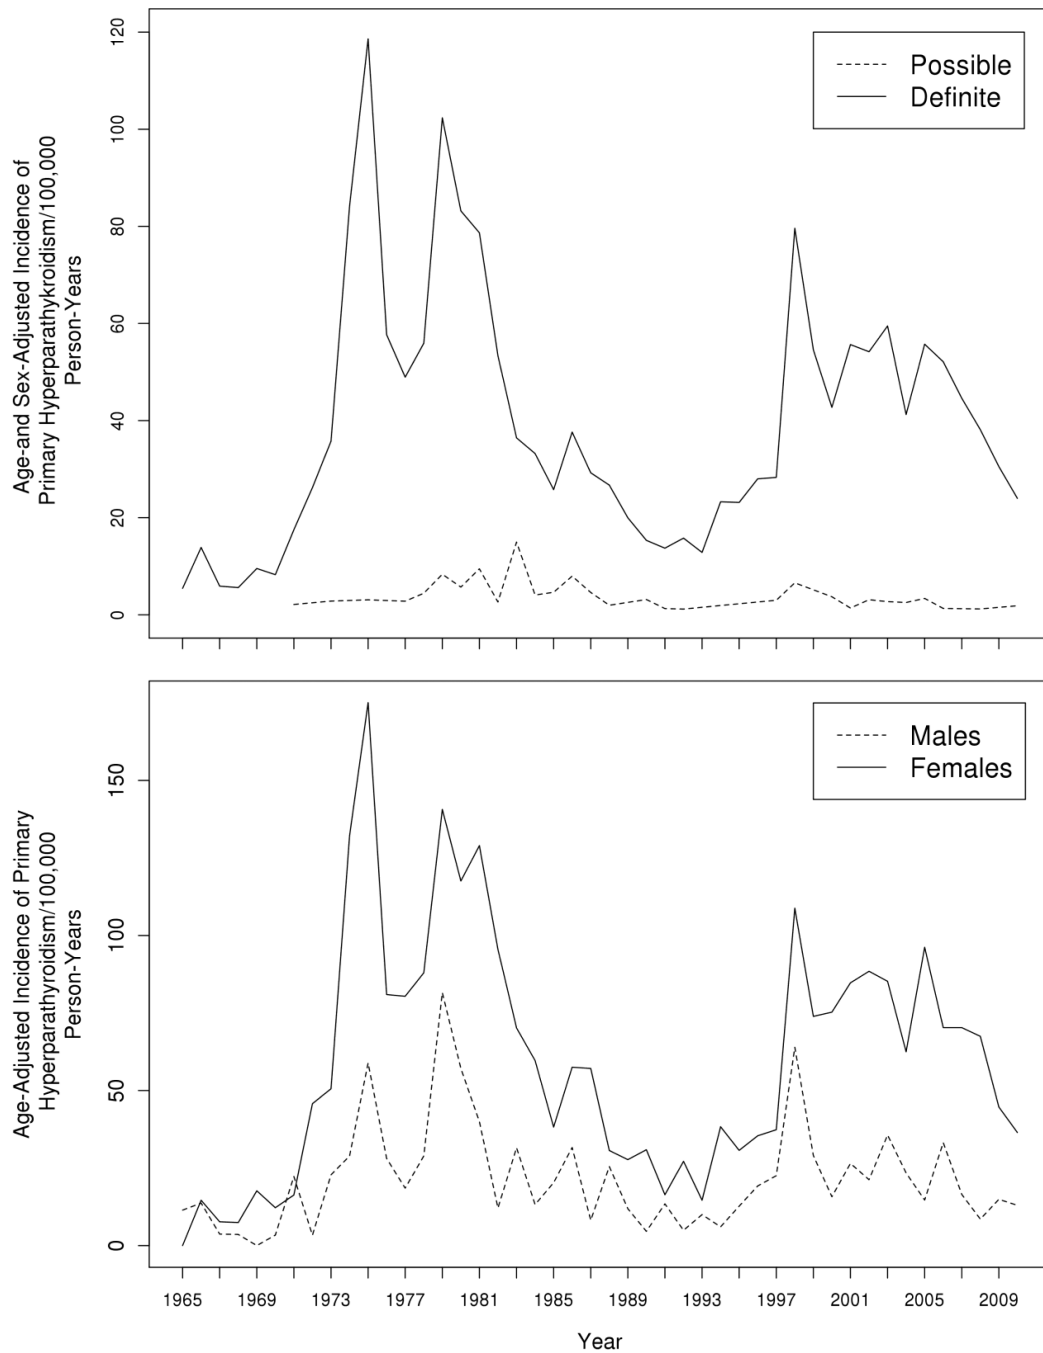 Age-and Sex-Adjusted Incidence of
Primary Hyperparathykroidism/100,000
Person-Years
120
100
80
60
40
20
0
Possible
Definite
Age-Adjusted Incidence of Primary
Hyperparathyroidism/100,000
Person-Years
150
100
50
0
Males
Females
1965 1969 1973 1977 1981 1985 1989 1993 1997 2001 2005 2009
Year